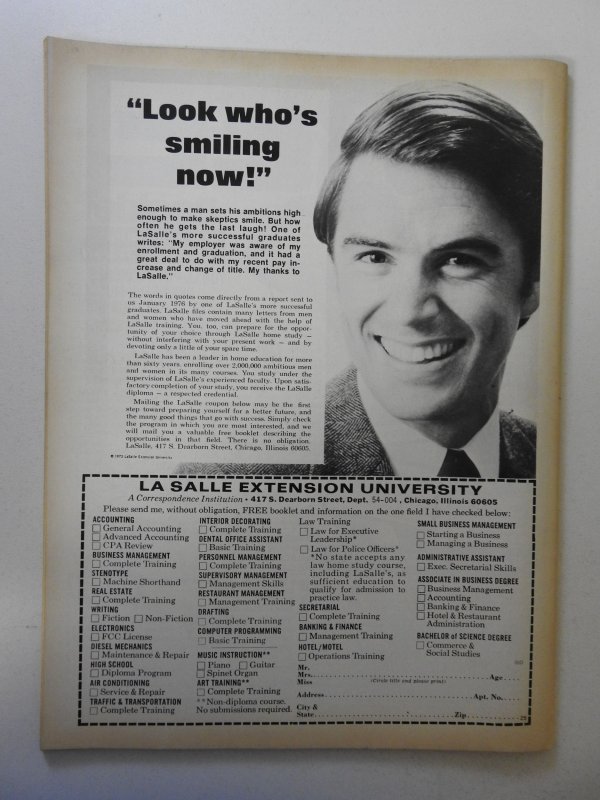 “Look who’s
smiling
now!”
Sometimes a man sets his ambitions high
enough to make skeptics smile. But how
often he gets the last laugh! One of
LaSalle's more successful graduates
writes: "My employer was aware of my
enrollment and graduation, and it had a
great deal to do with my recent pay in-
crease and change of title. My thanks to
LaSalle."
The words in quotes come directly from a report sent to
us January 1976 by one of LaSalle's more successful
graduates. LaSalle files contain many letters from men
and women who have moved ahead with the help of
LaSalle training. You, too, can prepare for the oppor-
tunity of your choice through LaSalle home study —
without interfering with your present work — and by
devoting only a little of your spare time.
LaSalle has been a leader in home education for more
than sixty years, enrolling over 2,000,000 ambitious men
and women in its many courses. You study under the
supervision of LaSalle's experienced faculty. Upon satis-
factory completion of your study, you receive the LaSalle
diploma — a respected credential.
Mailing the LaSalle coupon below may be the first
step toward preparing yourself for a better future, and
the many good things that go with success. Simply check
the program in which you are most interested, and we
will mail you a valuable free booklet describing the
opportunities in that field. There is no obligation.
LaSalle, 417 S. Dearborn Street, Chicago, Illinois 60605.
LaSalle Extension University
LA SALLE EXTENSION UNIVERSITY
A Correspondence Institution • 417 S. Dearborn Street, Dept. 54-004, Chicago, Illinois 60605
Please send me, without obligation, FREE booklet and information on the one field I have checked below:
ACCOUNTING
General Accounting
Advanced Accounting
CPA Review
BUSINESS MANAGEMENT
Complete Training
STENOTYPE
Machine Shorthand
REAL ESTATE
Complete Training
WRITING
Fiction Non-Fiction
ELECTRONICS
FCC License
DIESEL MECHANICS
Maintenance & Repair
HIGH SCHOOL
Diploma Program
AIR CONDITIONING
Service & Repair
TRAFFIC & TRANSPORTATION
Complete Training
INTERIOR DECORATING
Complete Training
DENTAL OFFICE ASSISTANT
Basic Training
PERSONNEL MANAGEMENT
Complete Training
SUPERVISORY MANAGEMENT
Management Skills
RESTAURANT MANAGEMENT
Management Training
DRAFTING
Complete Training
COMPUTER PROGRAMMING
Basic Training
MUSIC INSTRUCTION**
Piano Guitar
Spinet Organ
ART TRAINING**
Complete Training
**Non-diploma course.
No submissions required.
Law Training
Law for Executive
Leadership*
Law for Police Officers*
*No state accepts any
law home study course,
including LaSalle's, as
sufficient education to
qualify for admission to
practice law.
SECRETARIAL
Complete Training
BANKING & FINANCE
Management Training
HOTEL/MOTEL
Operations Training
SMALL BUSINESS MANAGEMENT
Starting a Business
Managing a Business
ADMINISTRATIVE ASSISTANT
Exec. Secretarial Skills
ASSOCIATE IN BUSINESS DEGREE
Business Management
Accounting
Banking & Finance
Hotel & Restaurant
Administration
BACHELOR of SCIENCE DEGREE
Commerce &
Social Studies
Mr.
Mrs. Age
Miss (Circle title and please print)
Address Apt. No.
City &
State Zip